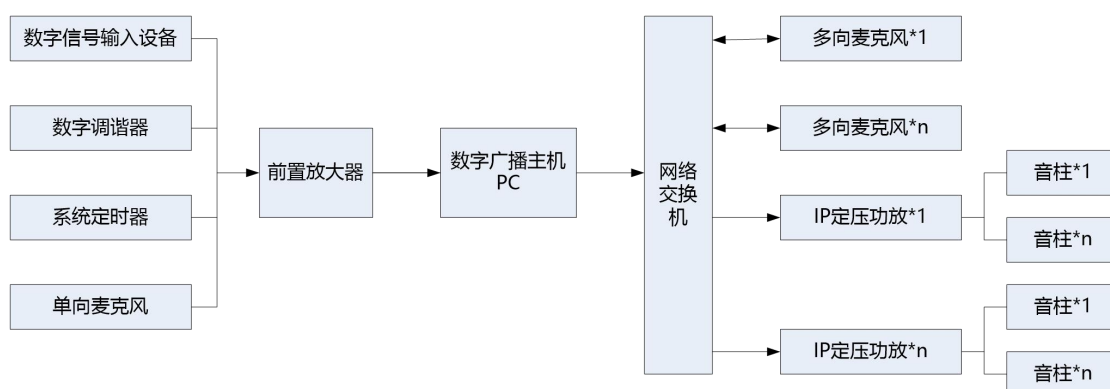 数字信号输入设备
数字调谐器
系统定时器
单向麦克风
前置放大器
数字广播主机
PC
网络
交换
机
多向麦克风*1
多向麦克风*n
IP定压功放*1
音柱*1
音柱*n
IP定压功放*n
音柱*1
音柱*n